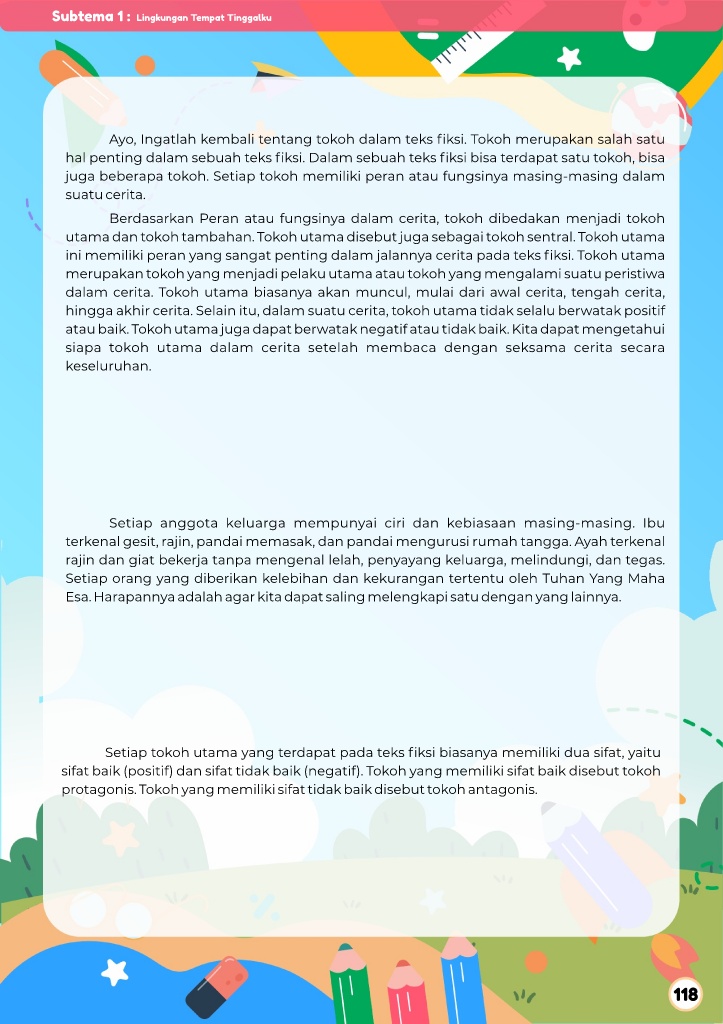 Subtema 1 : Lingkungan Tempat Tinggalku
Ayo, Ingatlah kembali tentang tokoh dalam teks fiksi. Tokoh merupakan salah satu
hal penting dalam sebuah teks fiksi. Dalam sebuah teks fiksi bisa terdapat satu tokoh, bisa
juga beberapa tokoh. Setiap tokoh memiliki peran atau fungsinya masing-masing dalam
suatu cerita.
Berdasarkan Peran atau fungsinya dalam cerita, tokoh dibedakan menjadi tokoh
utama dan tokoh tambahan. Tokoh utama disebut juga sebagai tokoh sentral. Tokoh utama
ini memiliki peran yang sangat penting dalam jalannya cerita pada teks fiksi. Tokoh utama
merupakan tokoh yang menjadi pelaku utama atau tokoh yang mengalami suatu peristiwa
dalam cerita. Tokoh utama biasanya akan muncul, mulai dari awal cerita, tengah cerita,
hingga akhir cerita. Selain itu, dalam suatu cerita, tokoh utama tidak selalu berwatak positif
atau baik. Tokoh utama juga dapat berwatak negatif atau tidak baik. Kita dapat mengetahui
siapa tokoh utama dalam cerita setelah membaca dengan seksama cerita secara
keseluruhan.
Setiap anggota keluarga mempunyai ciri dan kebiasaan masing-masing. Ibu
terkenal gesit, rajin, pandai memasak, dan pandai mengurusi rumah tangga. Ayah terkenal
rajin dan giat bekerja tanpa mengenal lelah, penyayang keluarga, melindungi, dan tegas.
Setiap orang yang diberikan kelebihan dan kekurangan tertentu oleh Tuhan Yang Maha
Esa. Harapannya adalah agar kita dapat saling melengkapi satu dengan yang lainnya.
Setiap tokoh utama yang terdapat pada teks fiksi biasanya memiliki dua sifat, yaitu
sifat baik (positif) dan sifat tidak baik (negatif). Tokoh yang memiliki sifat baik disebut tokoh
protagonis. Tokoh yang memiliki sifat tidak baik disebut tokoh antagonis.
118